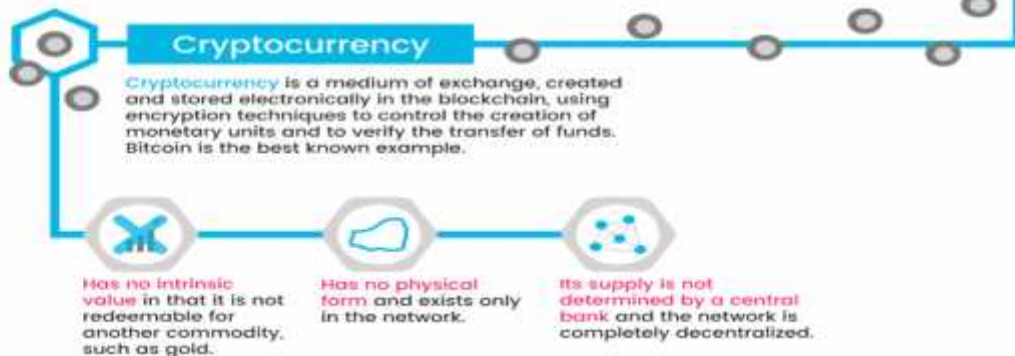 Cryptocurrency
Cryptocurrency is a medium of exchange, created
and stored electronically in the blockchain, using
encryption techniques to control the creation of
monetary units and to verify the transfer of funds.
Bitcoin is the best known example.
Has no intrinsic
value in that it is not
redeemable for
another commodity,
such as gold.
Has no physical
form and exists only
in the network.
Its supply is not
determined by a central
bank and the network is
completely decentralized.